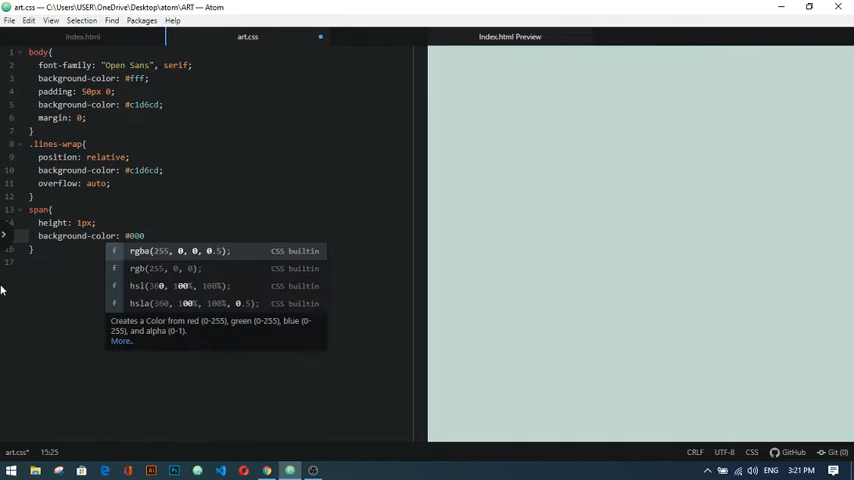 art.css — C:\Users\USER\OneDrive\Desktop\atom\ART — Atom
File Edit View Selection Find Packages Help
Index.html art.css Index.html Preview
1 body{
2 font-family: "Open Sans", serif;
3 background-color: #fff;
4 padding: 50px 0;
5 background-color: #c1d6cd;
6 margin: 0;
7 }
8 .lines-wrap{
9 position: relative;
10 background-color: #c1d6cd;
11 overflow: auto;
12 }
13 span{
14 height: 1px;
background-color: #000
16 }
17
f rgba(255, 0, 0, 0.5); CSS builtin
f rgb(255, 0, 0); CSS builtin
f hsl(360, 100%, 100%); CSS builtin
f hsla(360, 100%, 100%, 0.5); CSS builtin
Creates a Color from red (0-255), green (0-255), blue (0-
255), and alpha (0-1).
More..
art.css* 15:25 CRLF UTF-8 CSS GitHub Git (0)
ENG 3:21 PM